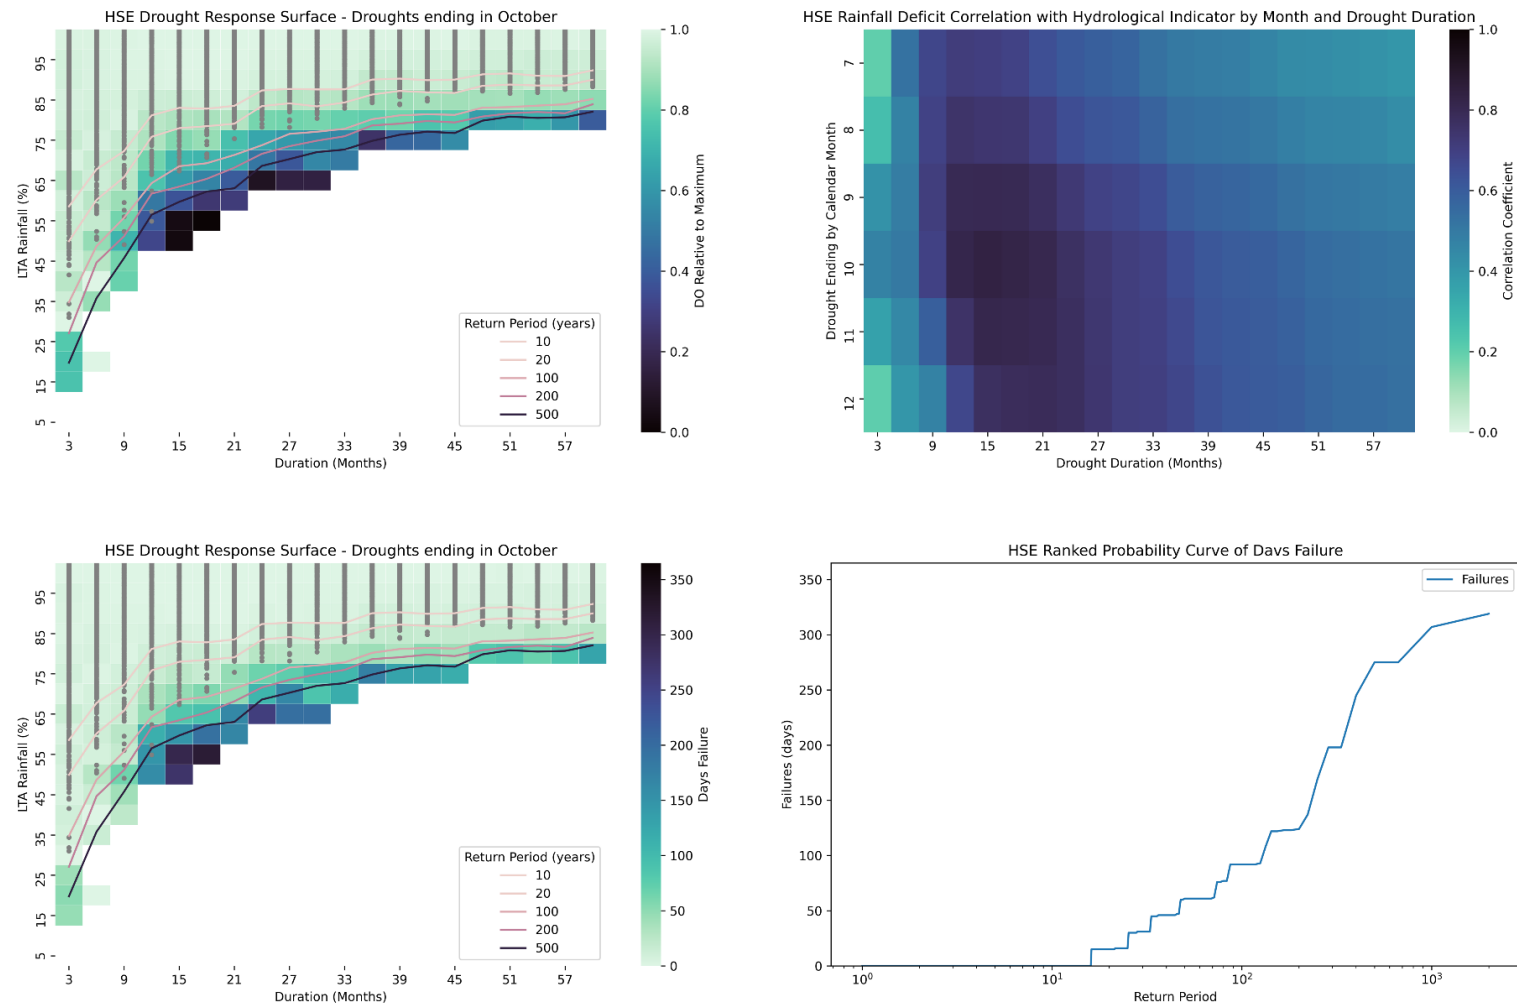 HSE Drought Response Surface - Droughts ending in October
LTA Rainfall (%)
95
85
75
65
55
45
35
25
15
5
3 9 15 21 27 33 39 45 51 57
Duration (Months)
Return Period (years)
10
20
100
200
500
1.0
0.8
0.6
0.4
0.2
0.0
DO Relative to Maximum
HSE Rainfall Deficit Correlation with Hydrological Indicator by Month and Drought Duration
Drought Ending by Calendar Month
7
8
9
10
11
12
3 9 15 21 27 33 39 45 51 57
Drought Duration (Months)
1.0
0.8
0.6
0.4
0.2
0.0
Correlation Coefficient
HSE Drought Response Surface - Droughts ending in October
LTA Rainfall (%)
95
85
75
65
55
45
35
25
15
5
3 9 15 21 27 33 39 45 51 57
Duration (Months)
Return Period (years)
10
20
100
200
500
350
300
250
200
150
100
50
0
Days Failure
HSE Ranked Probability Curve of Days Failure
Failures (days)
350
300
250
200
150
100
50
0
10⁰ 10¹ 10² 10³
Return Period
Failures